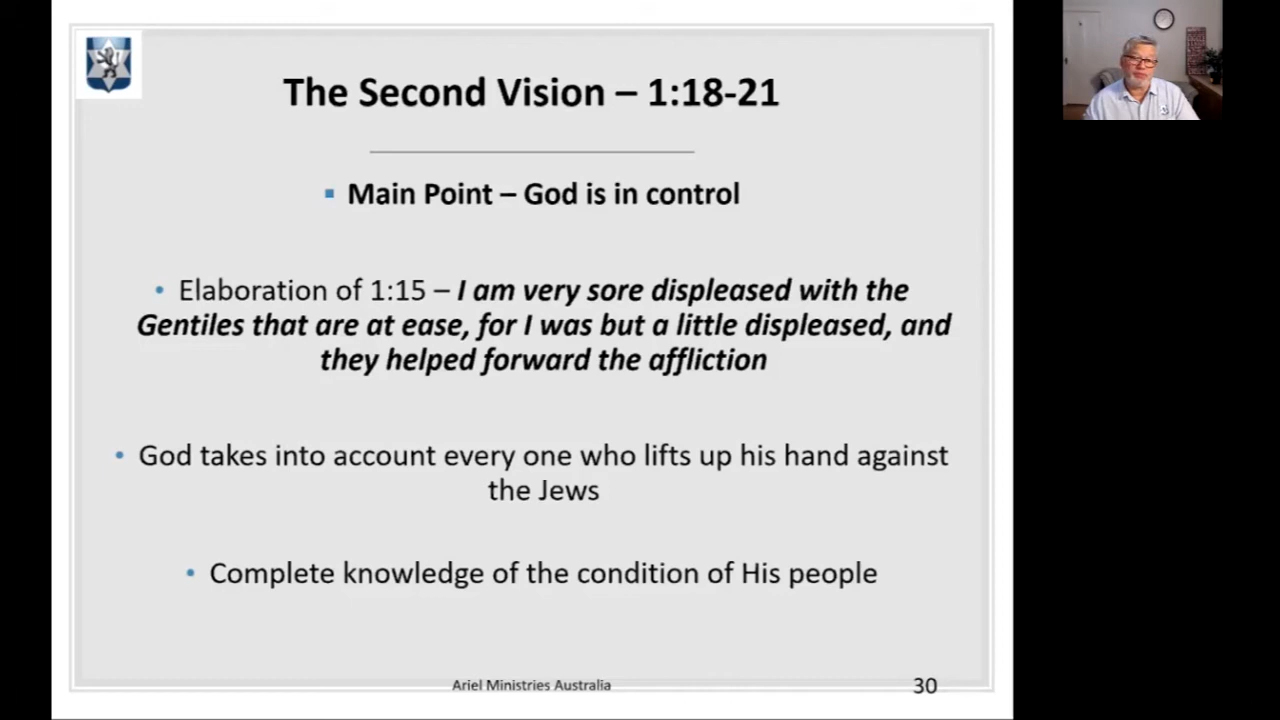 The Second Vision – 1:18-21
▪ Main Point – God is in control
• Elaboration of 1:15 – I am very sore displeased with the
Gentiles that are at ease, for I was but a little displeased, and
they helped forward the affliction
• God takes into account every one who lifts up his hand against
the Jews
• Complete knowledge of the condition of His people
Ariel Ministries Australia
30